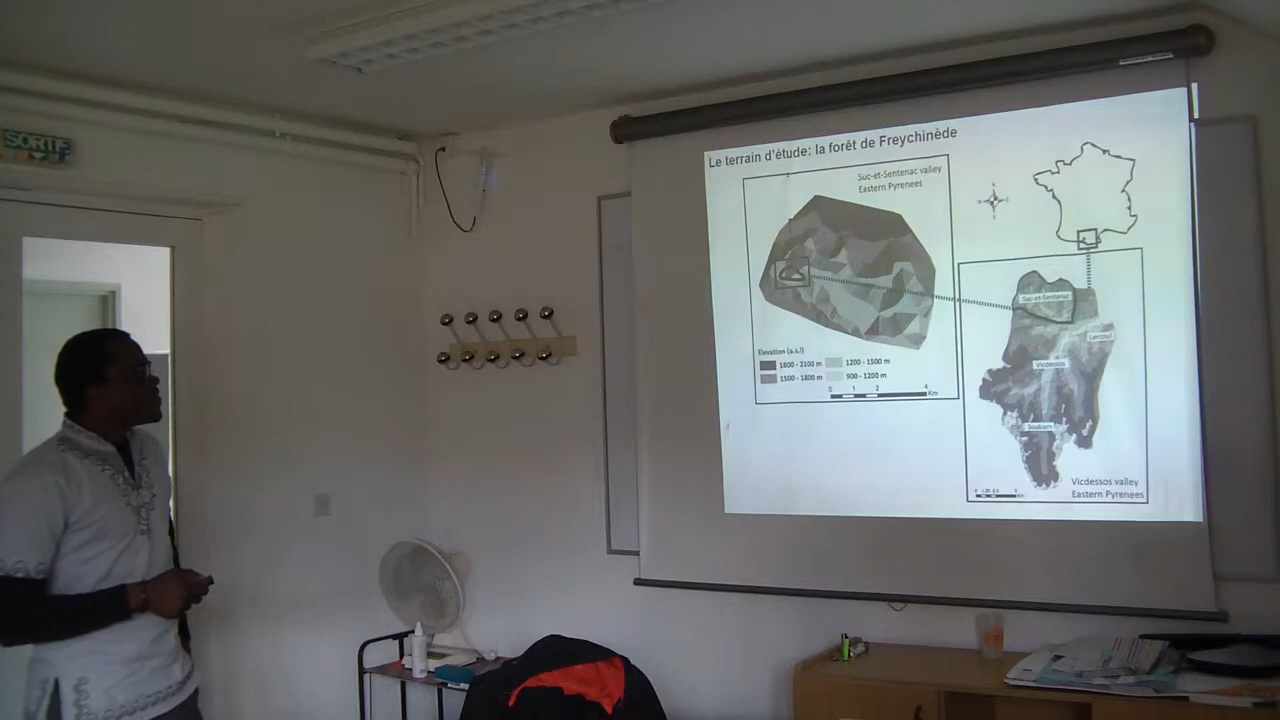 SORTIE
Le terrain d'étude: la forêt de Freychinède
Suc-et-Sentenac valley
Eastern Pyrenees
Elevation (a.s.l)
1800 - 2100 m
1200 - 1500 m
1500 - 1800 m
900 - 1200 m
0 1 2 4
Km
Suc-et-Sentenac
Lercoul
Vicdessos
Soulcem
Vicdessos valley
Eastern Pyrenees